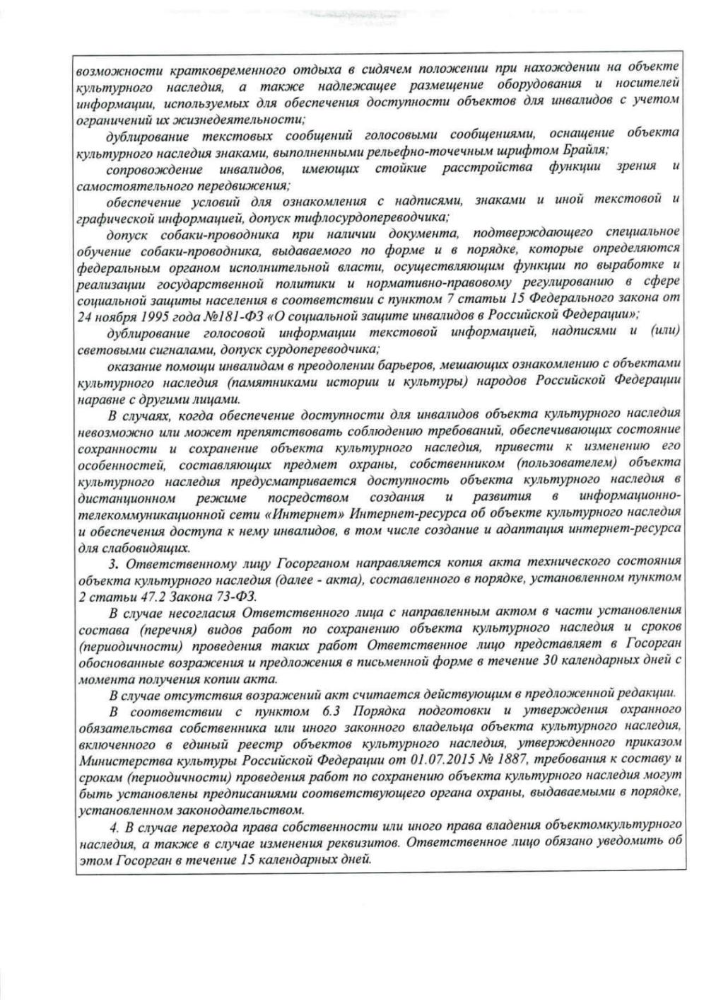 возможности кратковременного отдыха в сидячем положении при нахождении на объекте
культурного наследия, а также надлежащее размещение оборудования и носителей
информации, используемых для обеспечения доступности объектов для инвалидов с учетом
ограничений их жизнедеятельности;
дублирование текстовых сообщений голосовыми сообщениями, оснащение объекта
культурного наследия знаками, выполненными рельефно-точечным шрифтом Брайля;
сопровождение инвалидов, имеющих стойкие расстройства функции зрения и
самостоятельного передвижения;
обеспечение условий для ознакомления с надписями, знаками и иной текстовой и
графической информацией, допуск тифлосурдопереводчика;
допуск собаки-проводника при наличии документа, подтверждающего специальное
обучение собаки-проводника, выдаваемого по форме и в порядке, которые определяются
федеральным органом исполнительной власти, осуществляющим функции по выработке и
реализации государственной политики и нормативно-правовому регулированию в сфере
социальной защиты населения в соответствии с пунктом 7 статьи 15 Федерального закона от
24 ноября 1995 года №181-ФЗ «О социальной защите инвалидов в Российской Федерации»;
дублирование голосовой информации текстовой информацией, надписями и (или)
световыми сигналами, допуск сурдопереводчика;
оказание помощи инвалидам в преодолении барьеров, мешающих ознакомлению с объектами
культурного наследия (памятниками истории и культуры) народов Российской Федерации
наравне с другими лицами.
В случаях, когда обеспечение доступности для инвалидов объекта культурного наследия
невозможно или может препятствовать соблюдению требований, обеспечивающих состояние
сохранности и сохранение объекта культурного наследия, привести к изменению его
особенностей, составляющих предмет охраны, собственником (пользователем) объекта
культурного наследия предусматривается доступность объекта культурного наследия в
дистанционном режиме посредством создания и развития в информационно-
телекоммуникационной сети «Интернет» Интернет-ресурса об объекте культурного наследия
и обеспечения доступа к нему инвалидов, в том числе создание и адаптация интернет-ресурса
для слабовидящих.
3. Ответственному лицу Госорганом направляется копия акта технического состояния
объекта культурного наследия (далее - акта), составленного в порядке, установленном пунктом
2 статьи 47.2 Закона 73-ФЗ.
В случае несогласия Ответственного лица с направленным актом в части установления
состава (перечня) видов работ по сохранению объекта культурного наследия и сроков
(периодичности) проведения таких работ Ответственное лицо представляет в Госорган
обоснованные возражения и предложения в письменной форме в течение 30 календарных дней с
момента получения копии акта.
В случае отсутствия возражений акт считается действующим в предложенной редакции.
В соответствии с пунктом 6.3 Порядка подготовки и утверждения охранного
обязательства собственника или иного законного владельца объекта культурного наследия,
включенного в единый реестр объектов культурного наследия, утвержденного приказом
Министерства культуры Российской Федерации от 01.07.2015 № 1887, требования к составу и
срокам (периодичности) проведения работ по сохранению объекта культурного наследия могут
быть установлены предписаниями соответствующего органа охраны, выдаваемыми в порядке,
установленном законодательством.
4. В случае перехода права собственности или иного права владения объектомкультурного
наследия, а также в случае изменения реквизитов. Ответственное лицо обязано уведомить об
этом Госорган в течение 15 календарных дней.